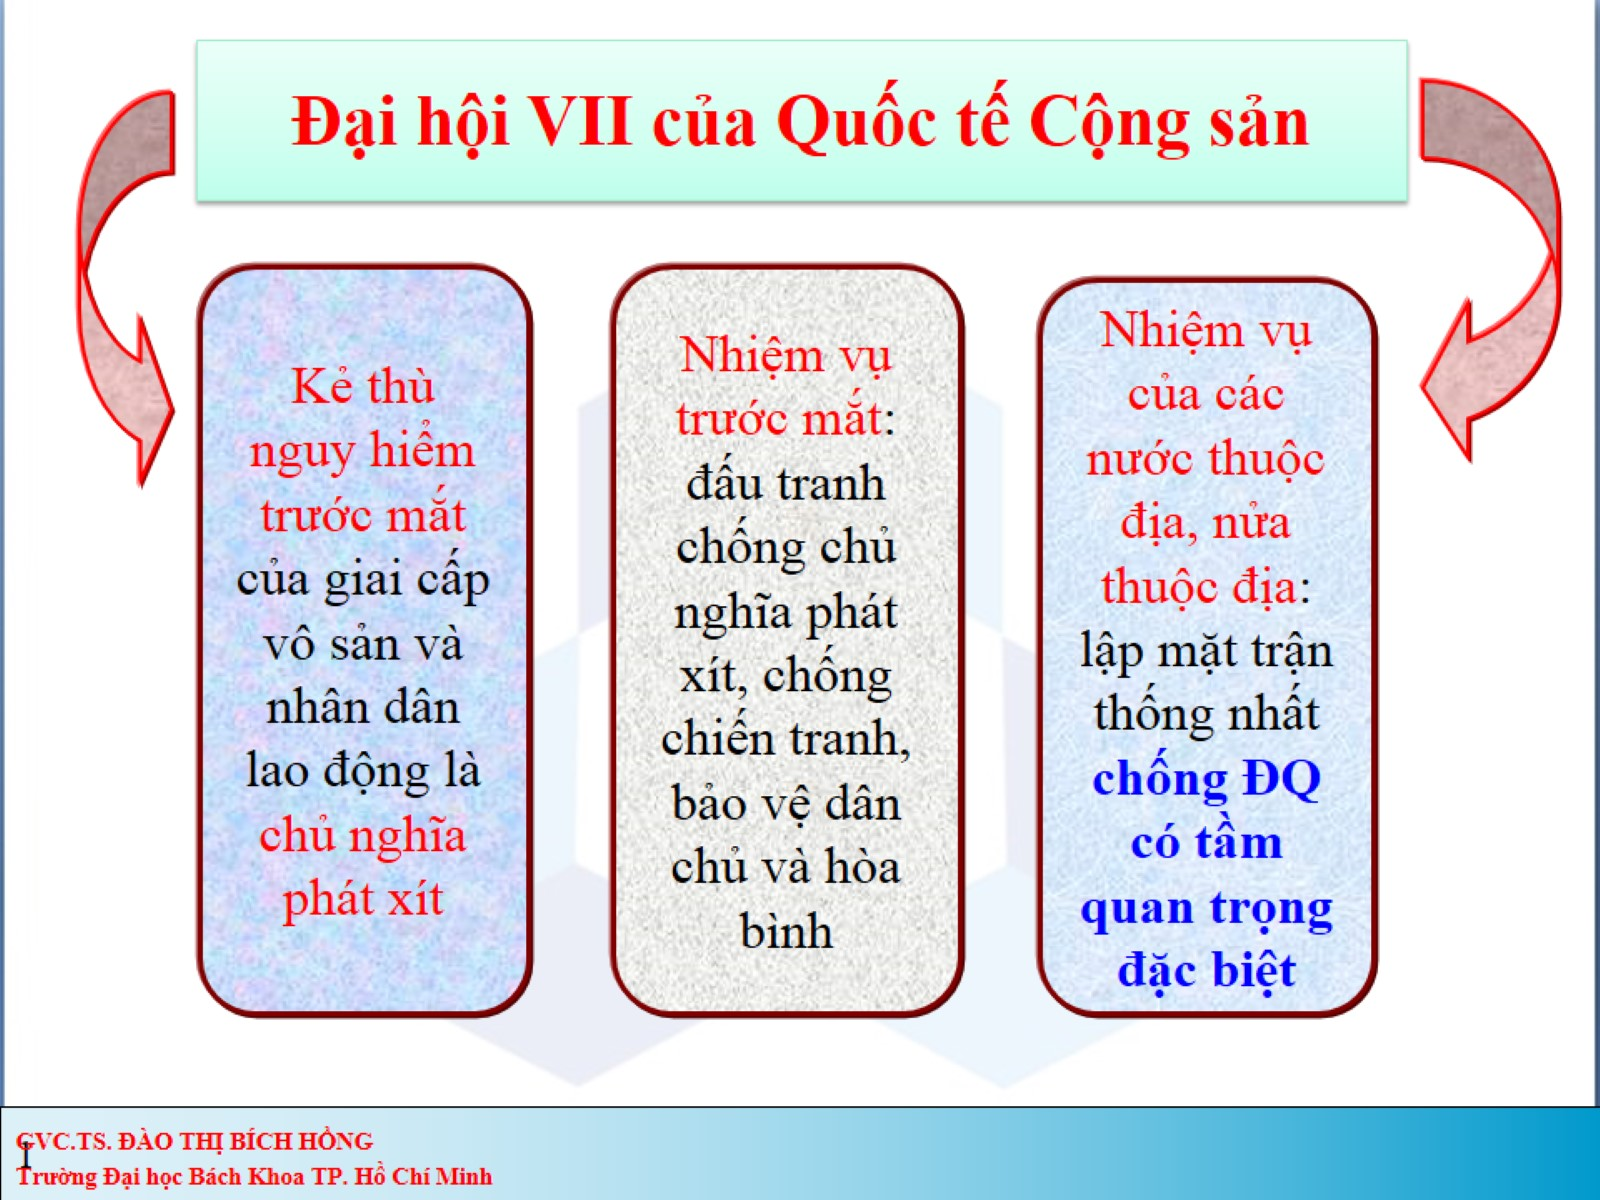 Đại hội VII của Quốc tế Cộng sản
Kẻ thù
nguy hiểm
trước mắt
của giai cấp
vô sản và
nhân dân
lao động là
chủ nghĩa
phát xít
Nhiệm vụ
trước mắt:
đấu tranh
chống chủ
nghĩa phát
xít, chống
chiến tranh,
bảo vệ dân
chủ và hòa
bình
Nhiệm vụ
của các
nước thuộc
địa, nửa
thuộc địa:
lập mặt trận
thống nhất
chống ĐQ
có tầm
quan trọng
đặc biệt
GVC.TS. ĐÀO THỊ BÍCH HỒNG
1
Trường Đại học Bách Khoa TP. Hồ Chí Minh